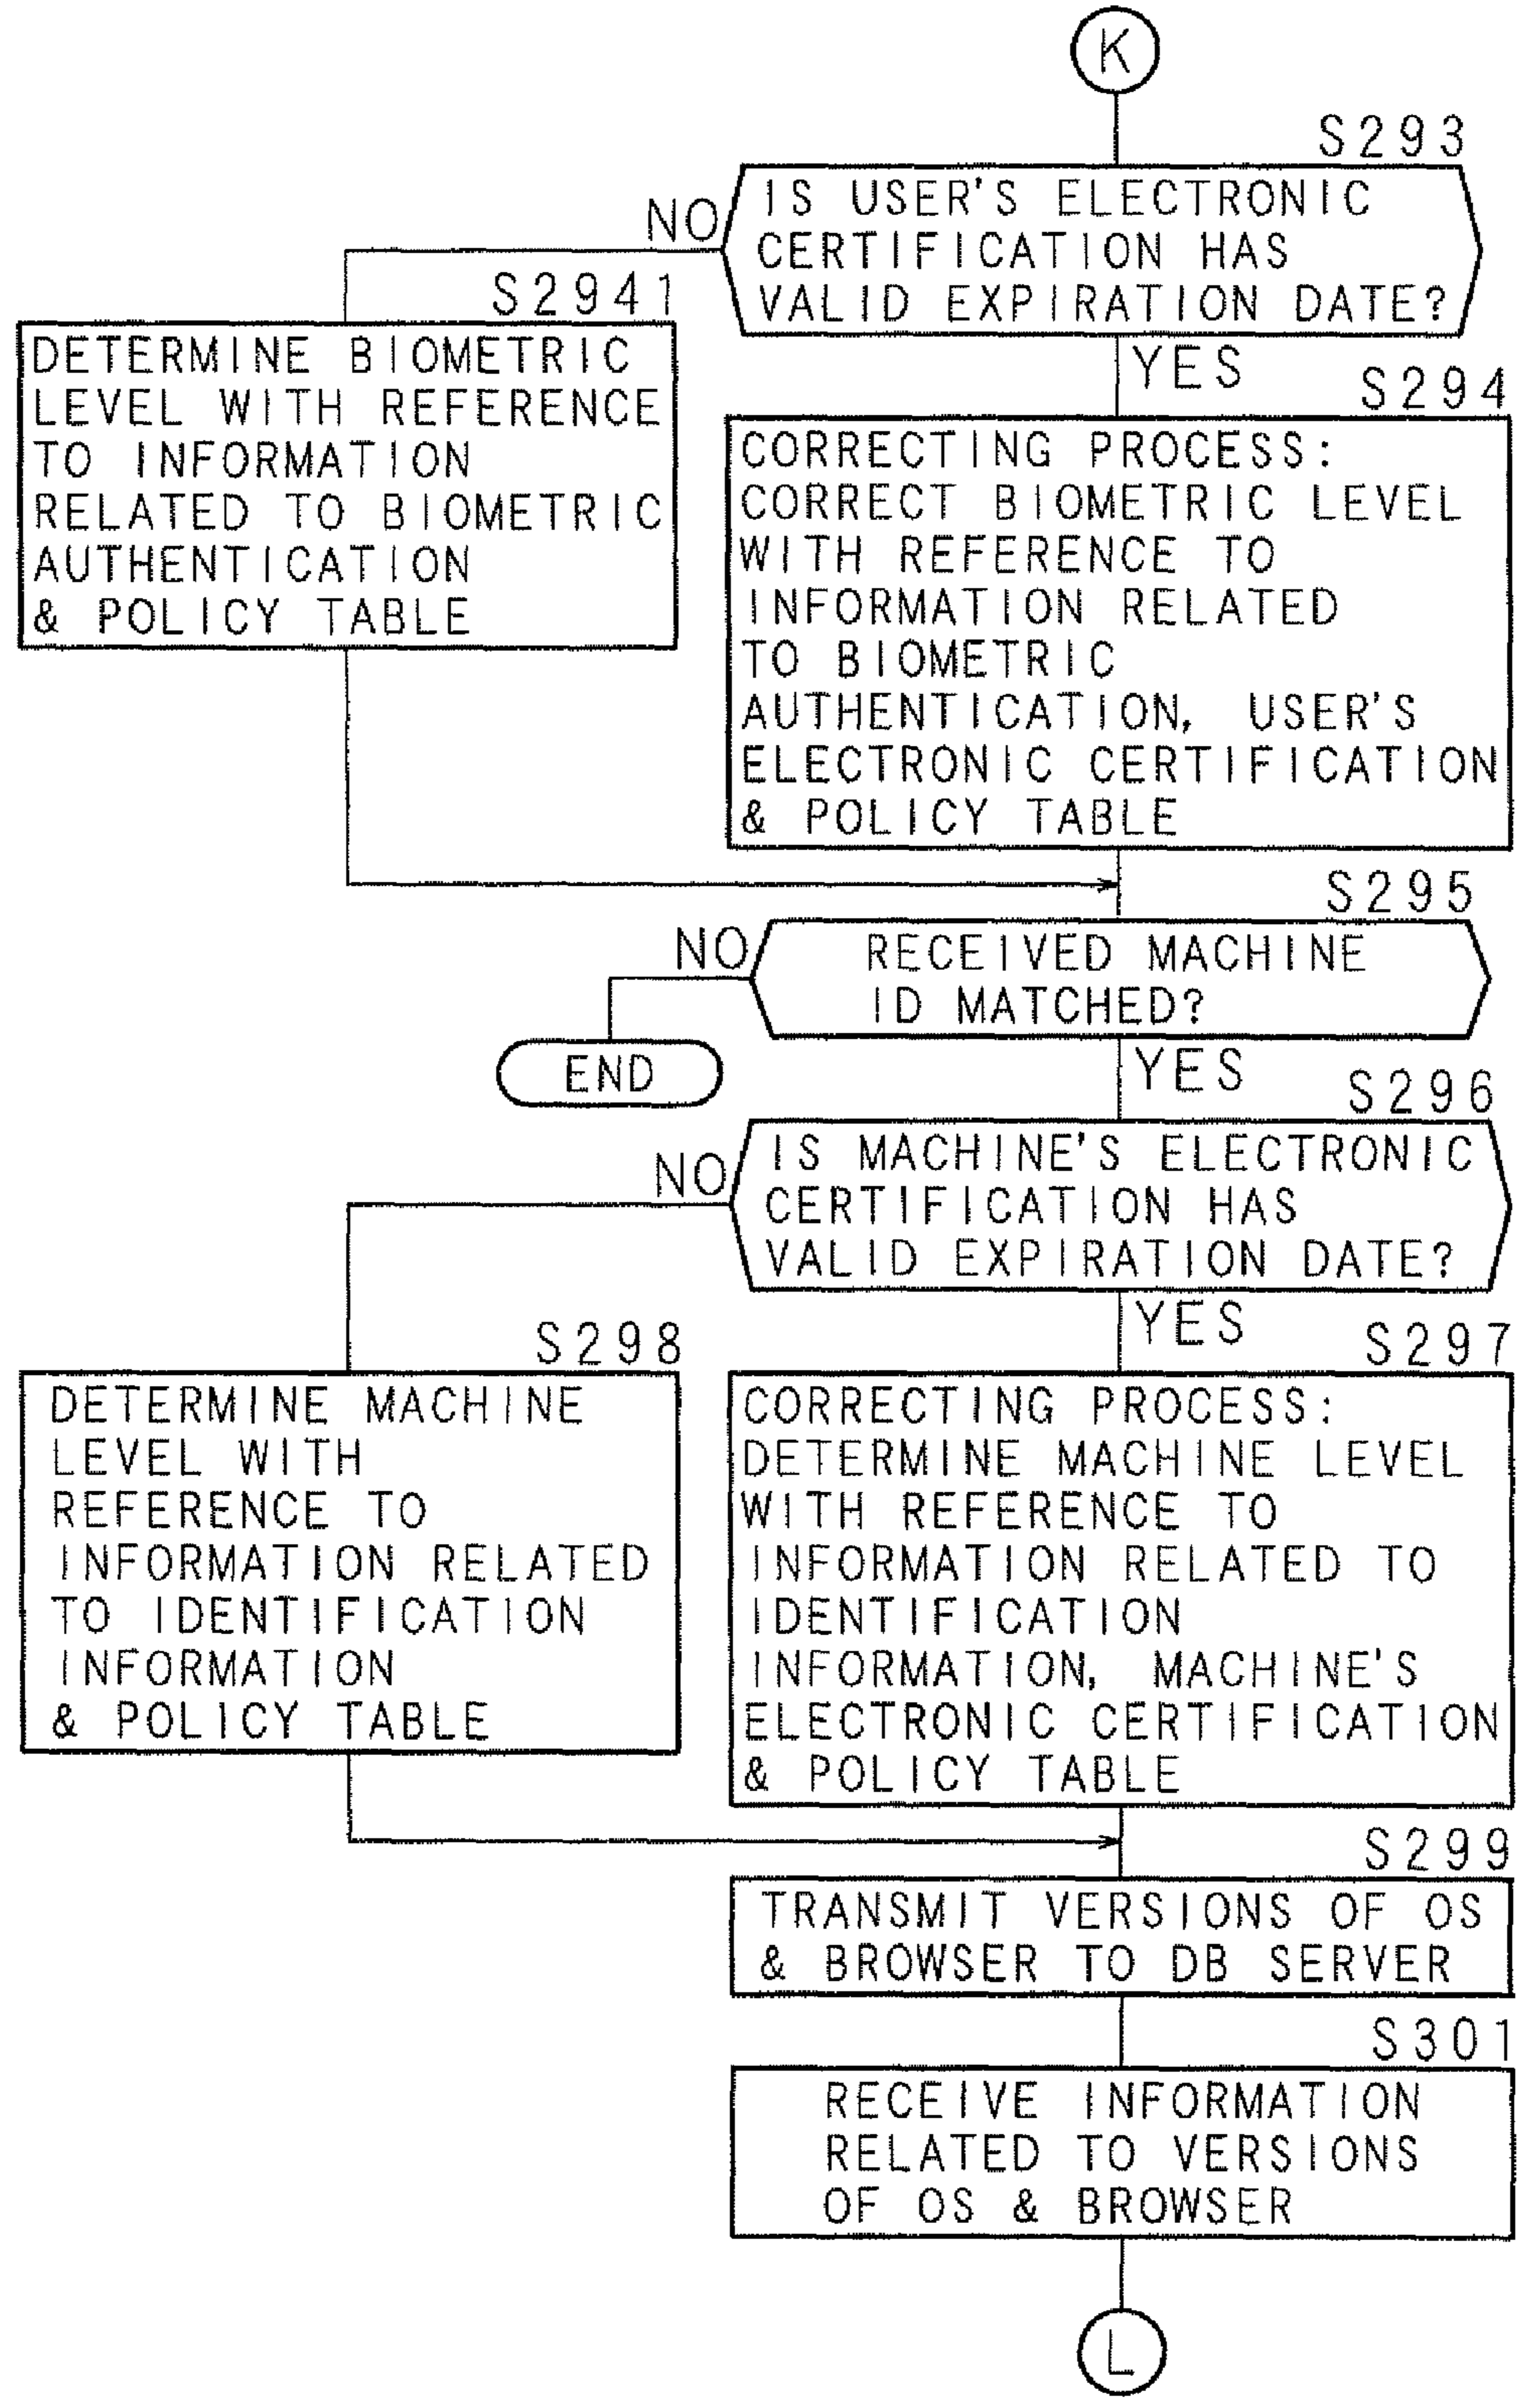 K
S293
IS USER'S ELECTRONIC
CERTIFICATION HAS
VALID EXPIRATION DATE?
NO
YES
S2941
DETERMINE BIOMETRIC
LEVEL WITH REFERENCE
TO INFORMATION
RELATED TO BIOMETRIC
AUTHENTICATION
& POLICY TABLE
S294
CORRECTING PROCESS:
CORRECT BIOMETRIC LEVEL
WITH REFERENCE TO
INFORMATION RELATED
TO BIOMETRIC
AUTHENTICATION, USER'S
ELECTRONIC CERTIFICATION
& POLICY TABLE
S295
RECEIVED MACHINE
ID MATCHED?
NO
END
YES
S296
IS MACHINE'S ELECTRONIC
CERTIFICATION HAS
VALID EXPIRATION DATE?
NO
YES
S298
DETERMINE MACHINE
LEVEL WITH
REFERENCE TO
INFORMATION RELATED
TO IDENTIFICATION
INFORMATION
& POLICY TABLE
S297
CORRECTING PROCESS:
DETERMINE MACHINE LEVEL
WITH REFERENCE TO
INFORMATION RELATED TO
IDENTIFICATION
INFORMATION, MACHINE'S
ELECTRONIC CERTIFICATION
& POLICY TABLE
S299
TRANSMIT VERSIONS OF OS
& BROWSER TO DB SERVER
S301
RECEIVE INFORMATION
RELATED TO VERSIONS
OF OS & BROWSER
L